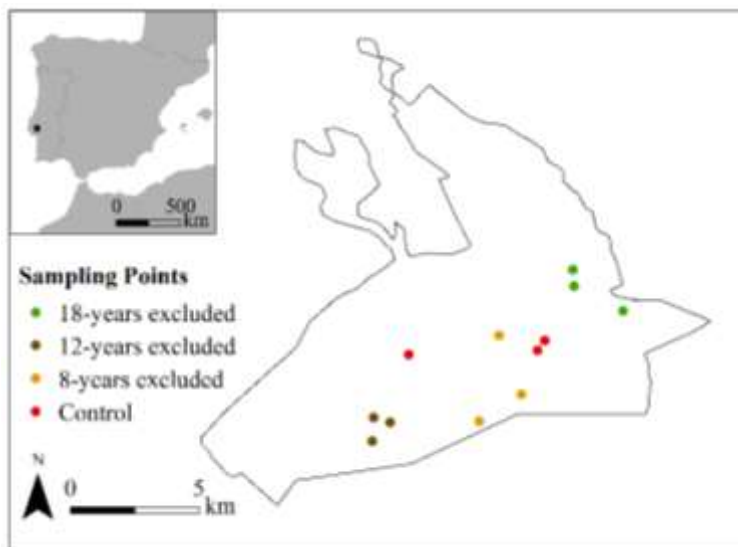 0 500
km
Sampling Points
18-years excluded
12-years excluded
8-years excluded
Control
N
0 5
km